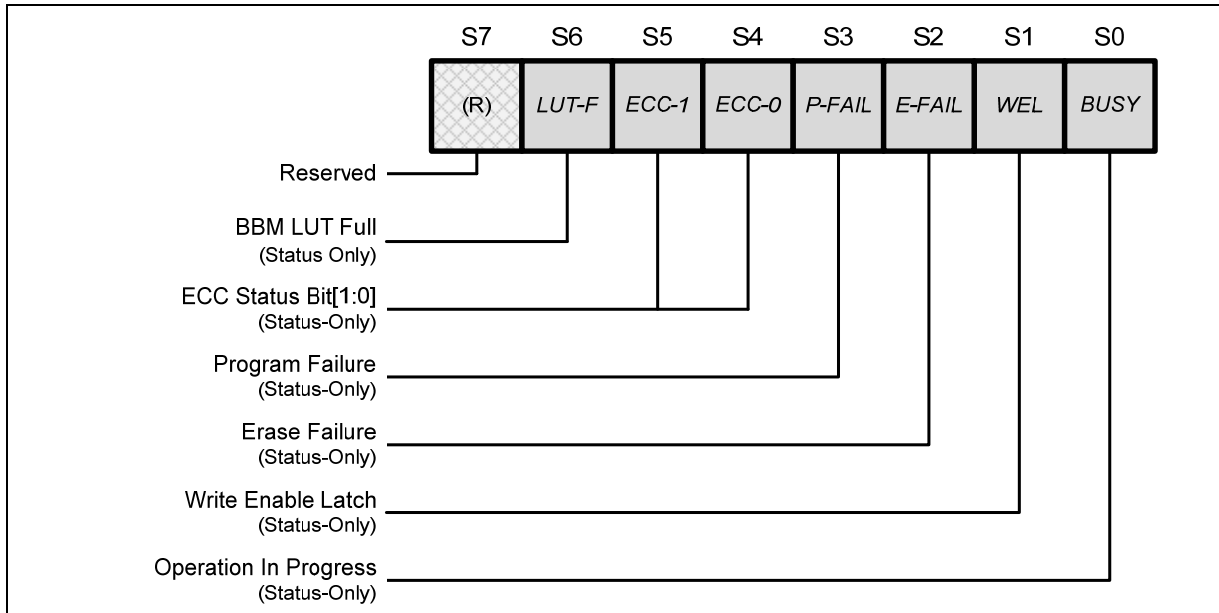 S7 S6 S5 S4 S3 S2 S1 S0
(R) LUT-F ECC-1 ECC-0 P-FAIL E-FAIL WEL BUSY
Reserved
BBM LUT Full
(Status Only)
ECC Status Bit[1:0]
(Status-Only)
Program Failure
(Status-Only)
Erase Failure
(Status-Only)
Write Enable Latch
(Status-Only)
Operation In Progress
(Status-Only)